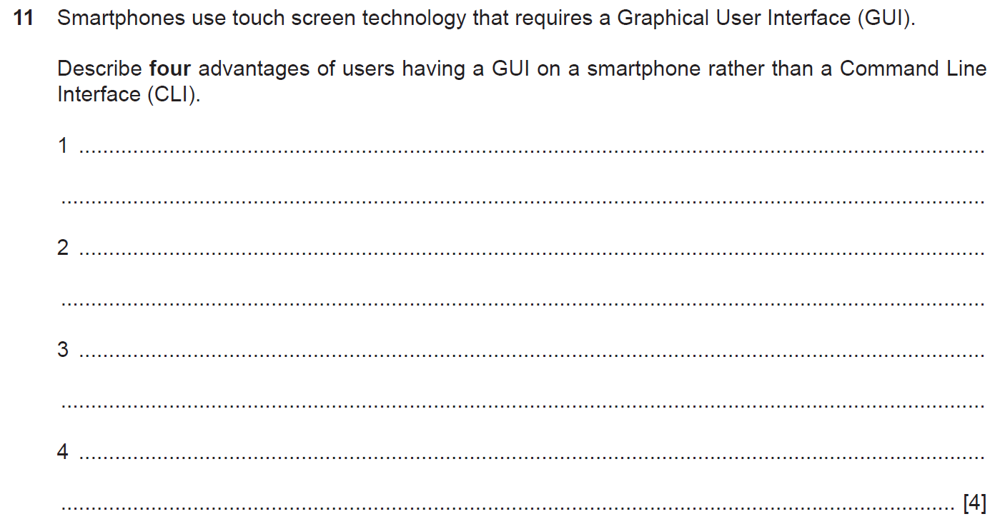 11 Smartphones use touch screen technology that requires a Graphical User Interface (GUI).
Describe four advantages of users having a GUI on a smartphone rather than a Command Line
Interface (CLI).
1 ....................................................................................................
....................................................................................................
2 ....................................................................................................
....................................................................................................
3 ....................................................................................................
....................................................................................................
4 ....................................................................................................
.................................................................................................... [4]